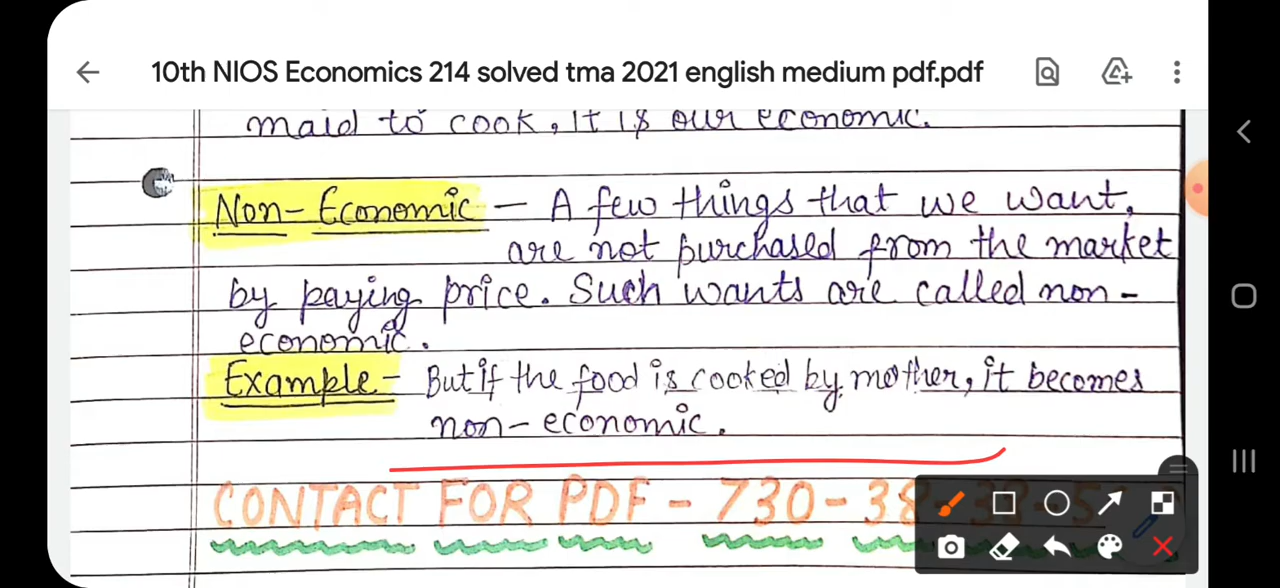 10th NIOS Economics 214 solved tma 2021 english medium pdf.pdf
maid to cook, it is our economic.
Non-Economic - A few things that we want,
are not purchased from the market
by paying price. Such wants are called non-
economic.
Example- But if the food is cooked by mother, it becomes
non-economic.
CONTACT FOR PDF - 730-38